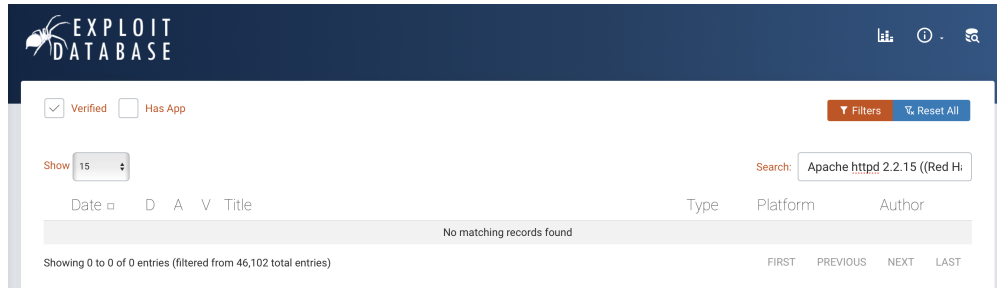 EXPLOIT
DATABASE
Verified Has App
Filters Reset All
Show 15 Search: Apache httpd 2.2.15 ((Red Ha
Date D A V Title Type Platform Author
No matching records found
Showing 0 to 0 of 0 entries (filtered from 46,102 total entries) FIRST PREVIOUS NEXT LAST